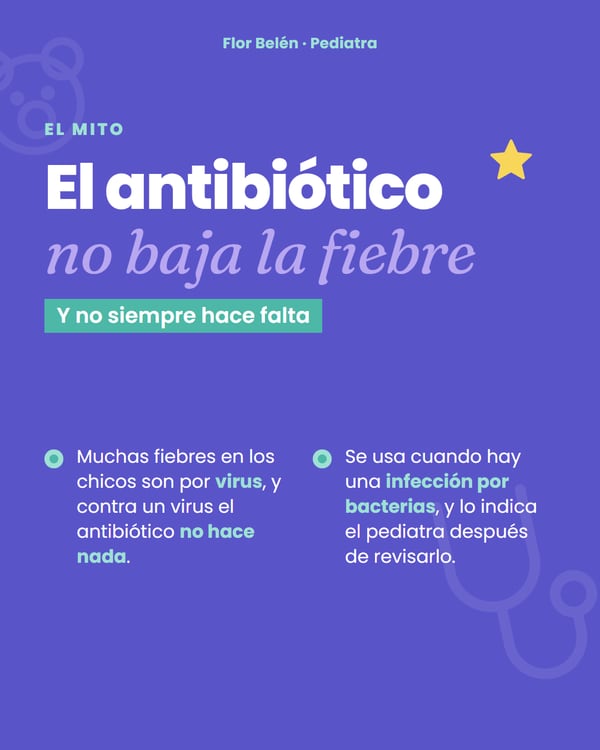 Flor Belén · Pediatra
EL MITO
El antibiótico
no baja la fiebre
Y no siempre hace falta
Muchas fiebres en los
chicos son por virus, y
contra un virus el
antibiótico no hace
nada.
Se usa cuando hay
una infección por
bacterias, y lo indica
el pediatra después
de revisarlo.